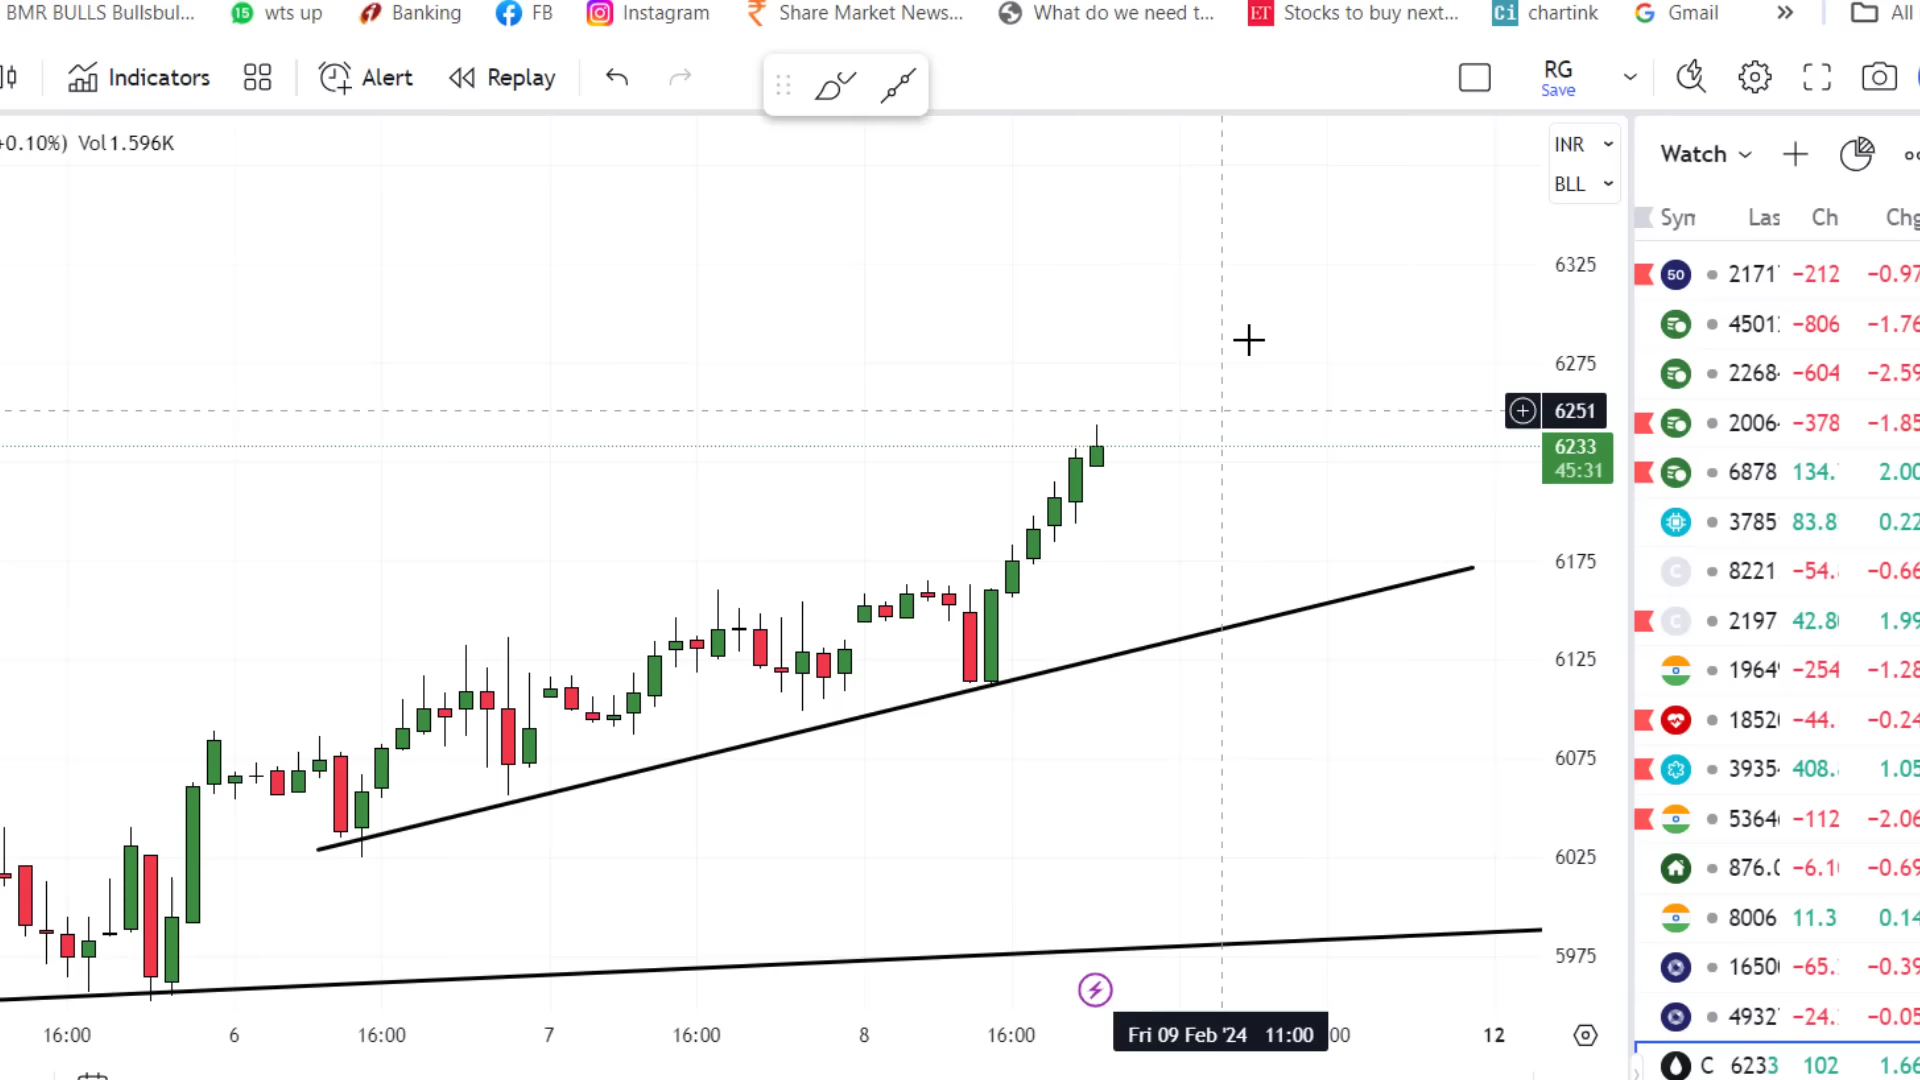 BMR BULLS Bullsbul...
15 wts up
Banking
FB
Instagram
₹ Share Market News...
What do we need t...
ET Stocks to buy next...
Ci chartink
G Gmail
All
Indicators
Alert
Replay
RG
Save
+0.10%) Vol 1.596K
INR
BLL
Watch
Sym Las Ch Chg
6325
6275
6251
6233
45:31
6175
6125
6075
6025
5975
50 2171 −212 −0.97
4501 −806 −1.76
2268 −604 −2.59
2006 −378 −1.85
6878 134. 2.00
3785 83.8 0.22
C 8221 −54. −0.66
C 2197 42.8 1.99
1964 −254 −1.28
1852 −44. −0.24
3935 408. 1.05
5364 −112 −2.06
876.0 −6.1 −0.69
8006 11.3 0.14
1650 −65. −0.39
4932 −24. −0.05
C 6233 102 1.66
16:00 6 16:00 7 16:00 8 16:00 Fri 09 Feb '24 11:00 :00 12